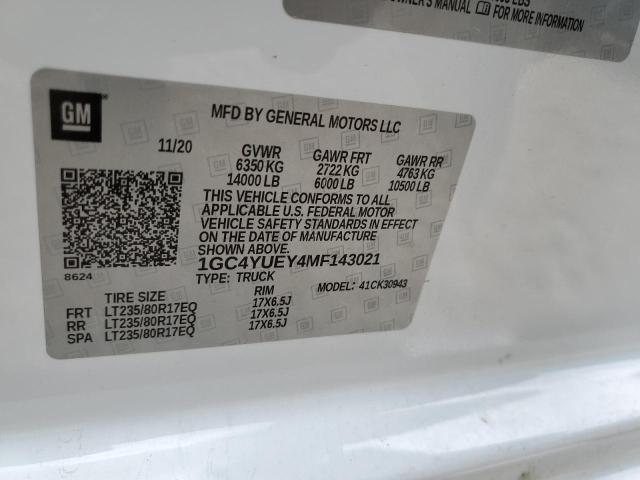 OWNER'S MANUAL FOR MORE INFORMATION
GM
MFD BY GENERAL MOTORS LLC
11/20
GVWR GAWR FRT GAWR RR
6350 KG 2722 KG 4763 KG
14000 LB 6000 LB 10500 LB
THIS VEHICLE CONFORMS TO ALL
APPLICABLE U.S. FEDERAL MOTOR
VEHICLE SAFETY STANDARDS IN EFFECT
ON THE DATE OF MANUFACTURE
SHOWN ABOVE.
8624
1GC4YUEY4MF143021
TYPE: TRUCK MODEL: 41CK30943
TIRE SIZE RIM
FRT LT235/80R17EQ 17X6.5J
RR LT235/80R17EQ 17X6.5J
SPA LT235/80R17EQ 17X6.5J